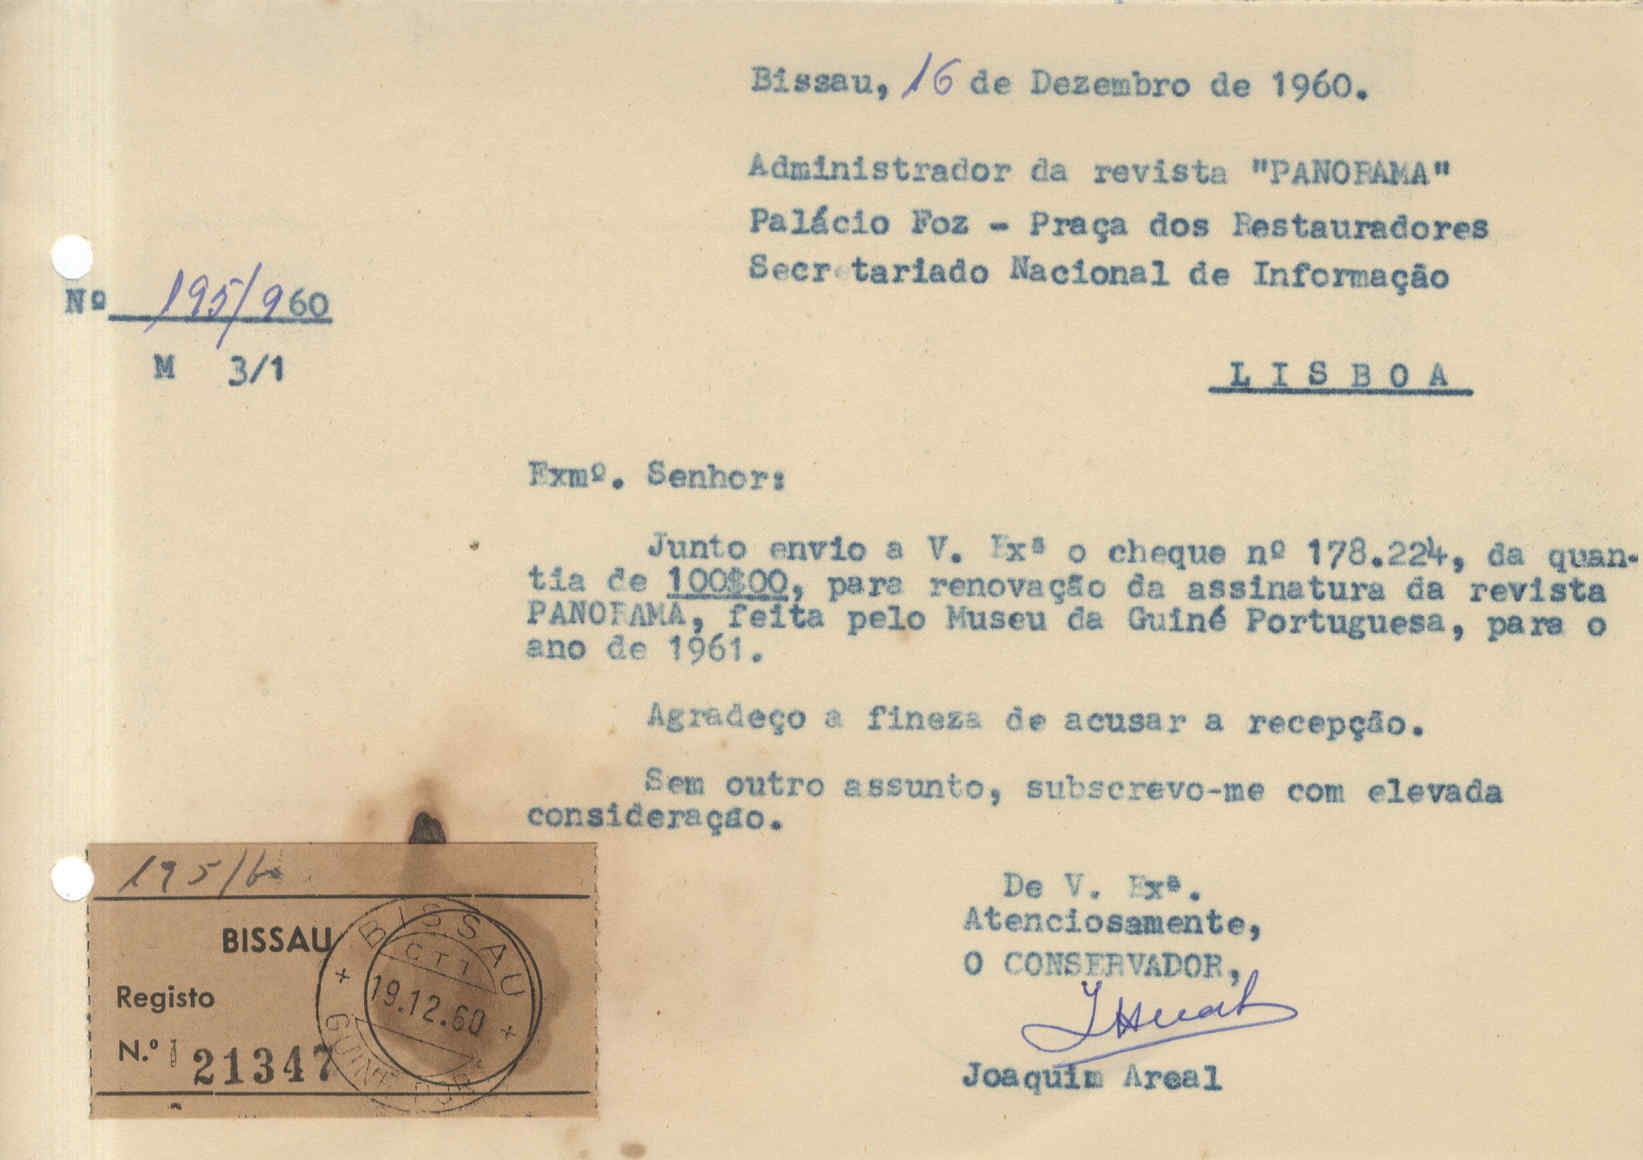 Bissau, 16 de Dezembro de 1960.
Administrador da revista "PANORAMA"
Palácio Foz - Praça dos Restauradores
Secretariado Nacional de Informação
Nº 195/960
M 3/1
LISBOA
Exmº. Senhor:
Junto envio a V. Exª o cheque nº 178.224, da quan-
tia de 100$00, para renovação da assinatura da revista
PANORAMA, feita pelo Museu da Guiné Portuguesa, para o
ano de 1961.
Agradeço a fineza de acusar a recepção.
Sem outro assunto, subscrevo-me com elevada
consideração.
De V. Exª.
Atenciosamente,
O CONSERVADOR,
Joaquim Areal
195/60
BISSAU
Registo
N.º 21347
BISSAU
CTT
19.12.60